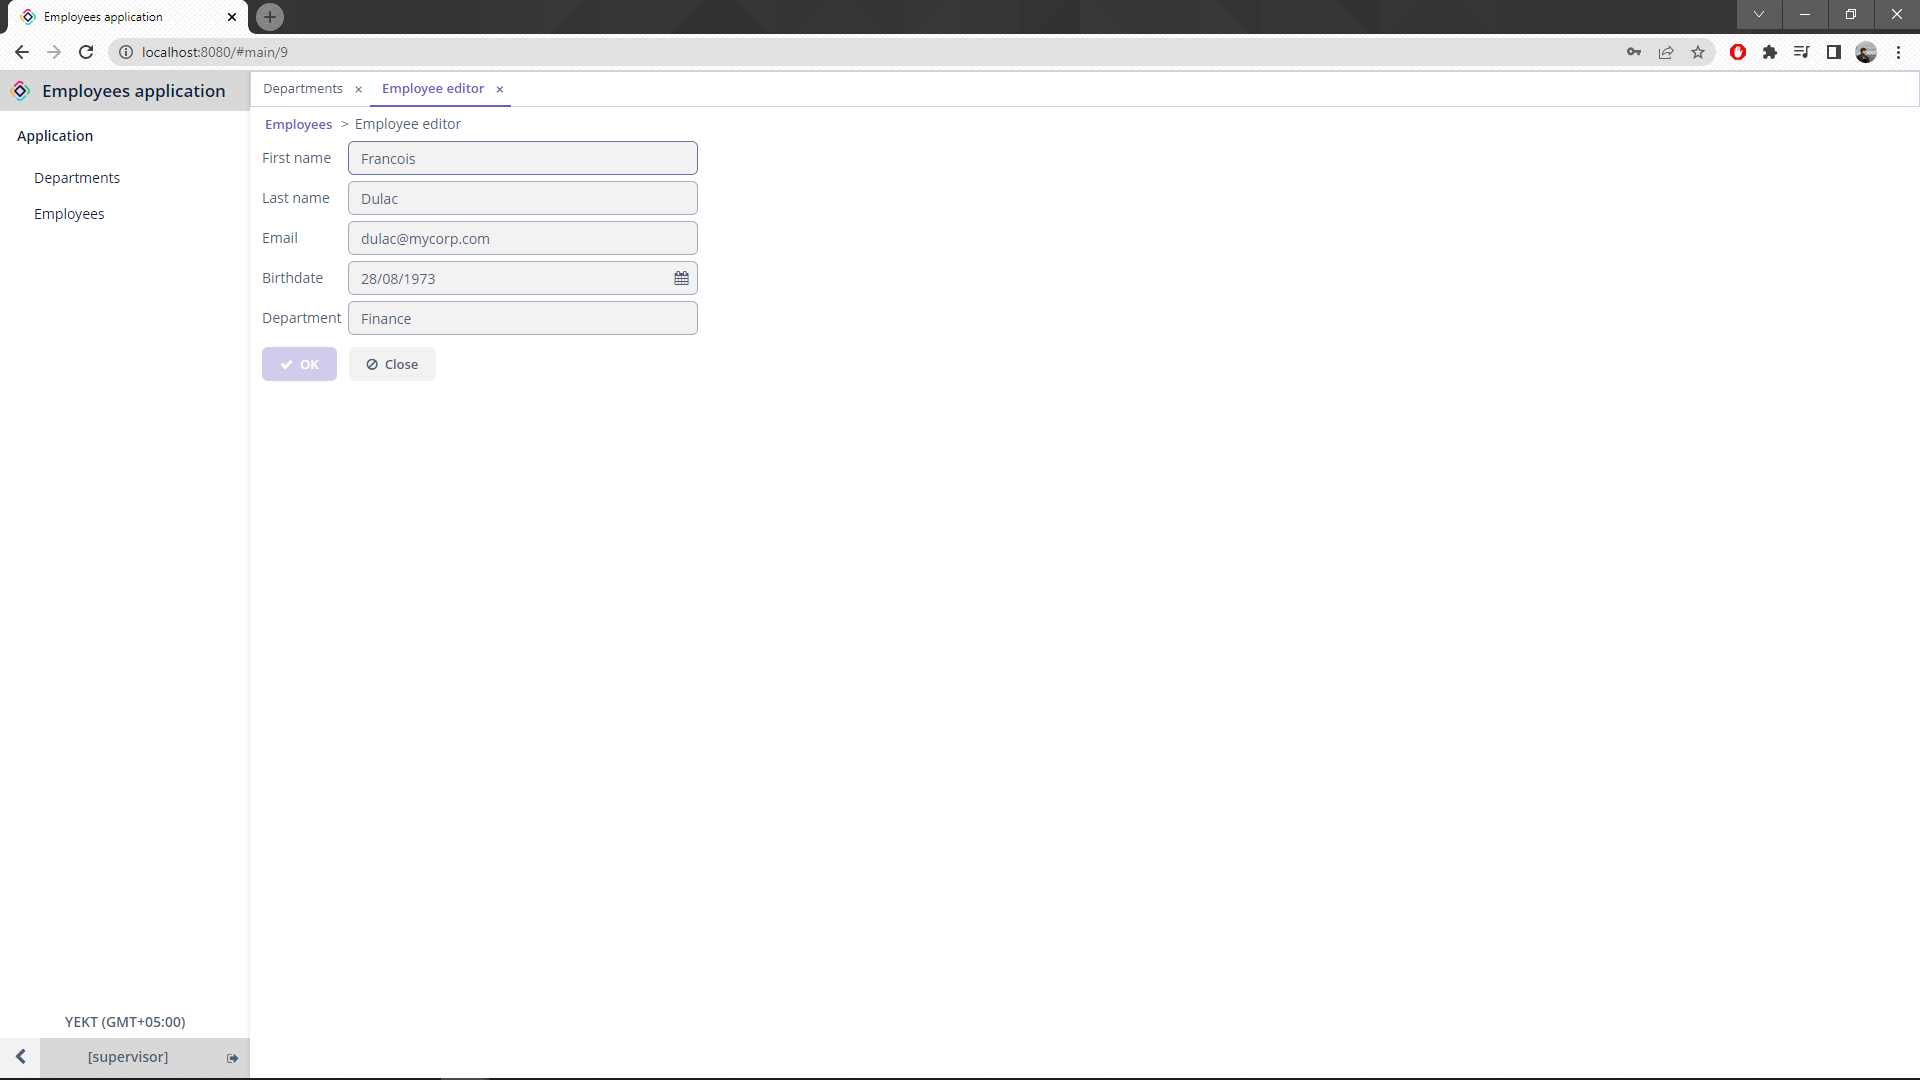 Employees application
localhost:8080/#main/9
Employees application
Departments
Employee editor
Application
Departments
Employees
Employees > Employee editor
First name Francois
Last name Dulac
Email dulac@mycorp.com
Birthdate 28/08/1973
Department Finance
OK Close
YEKT (GMT+05:00)
[supervisor]